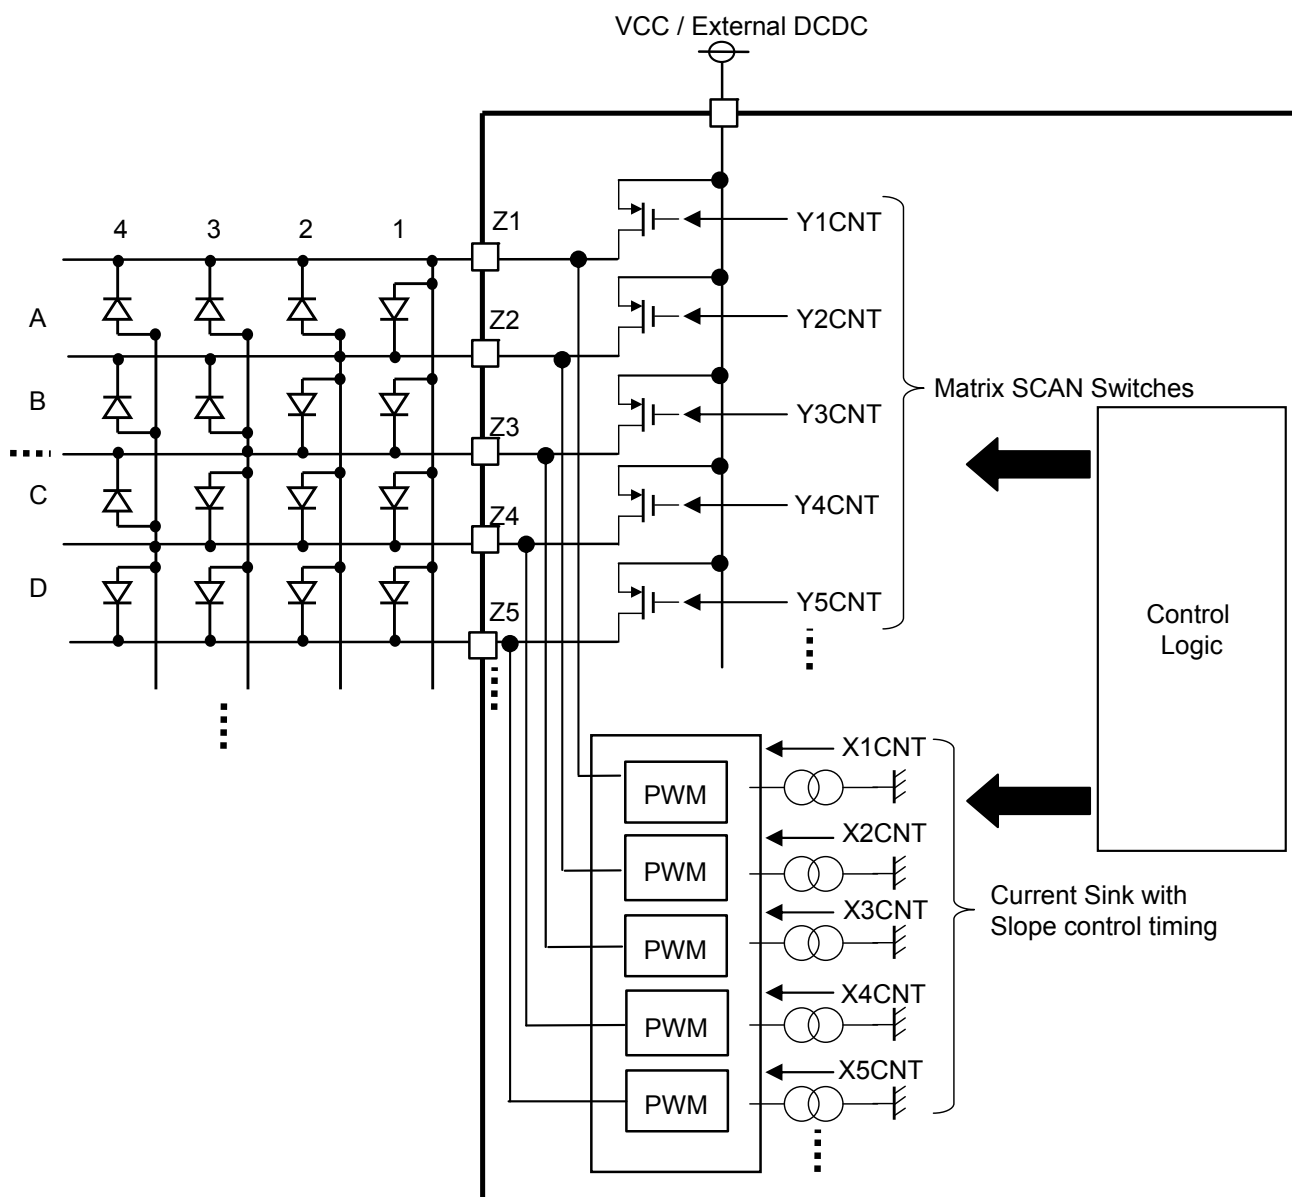 VCC / External DCDC
4 3 2 1
Z1
Y1CNT
A
Z2
Y2CNT
B
Z3
Y3CNT
Matrix SCAN Switches
C
Z4
Y4CNT
D
Z5
Y5CNT
Control
Logic
X1CNT
PWM
X2CNT
PWM
X3CNT
PWM
Current Sink with
Slope control timing
X4CNT
PWM
X5CNT
PWM